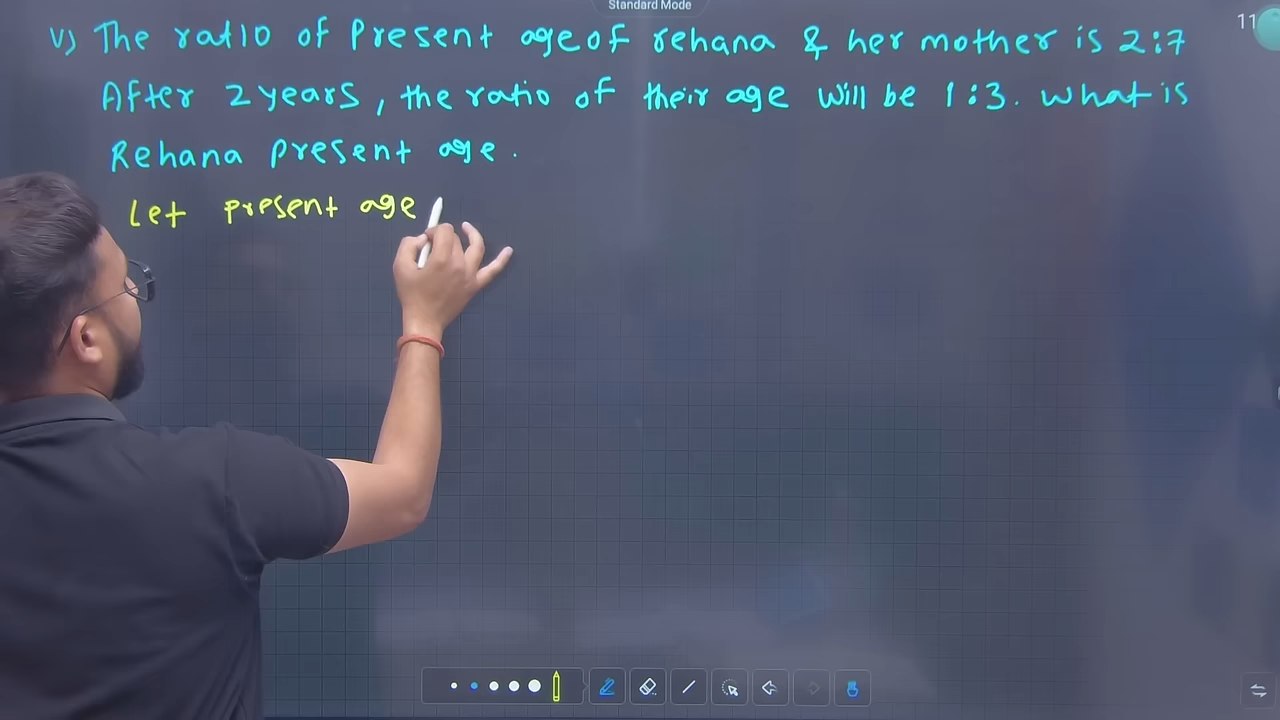 Standard Mode
11
v) The ratio of Present age of rehana & her mother is 2:7
After 2 years, the ratio of their age will be 1:3. What is
Rehana present age.
Let present age